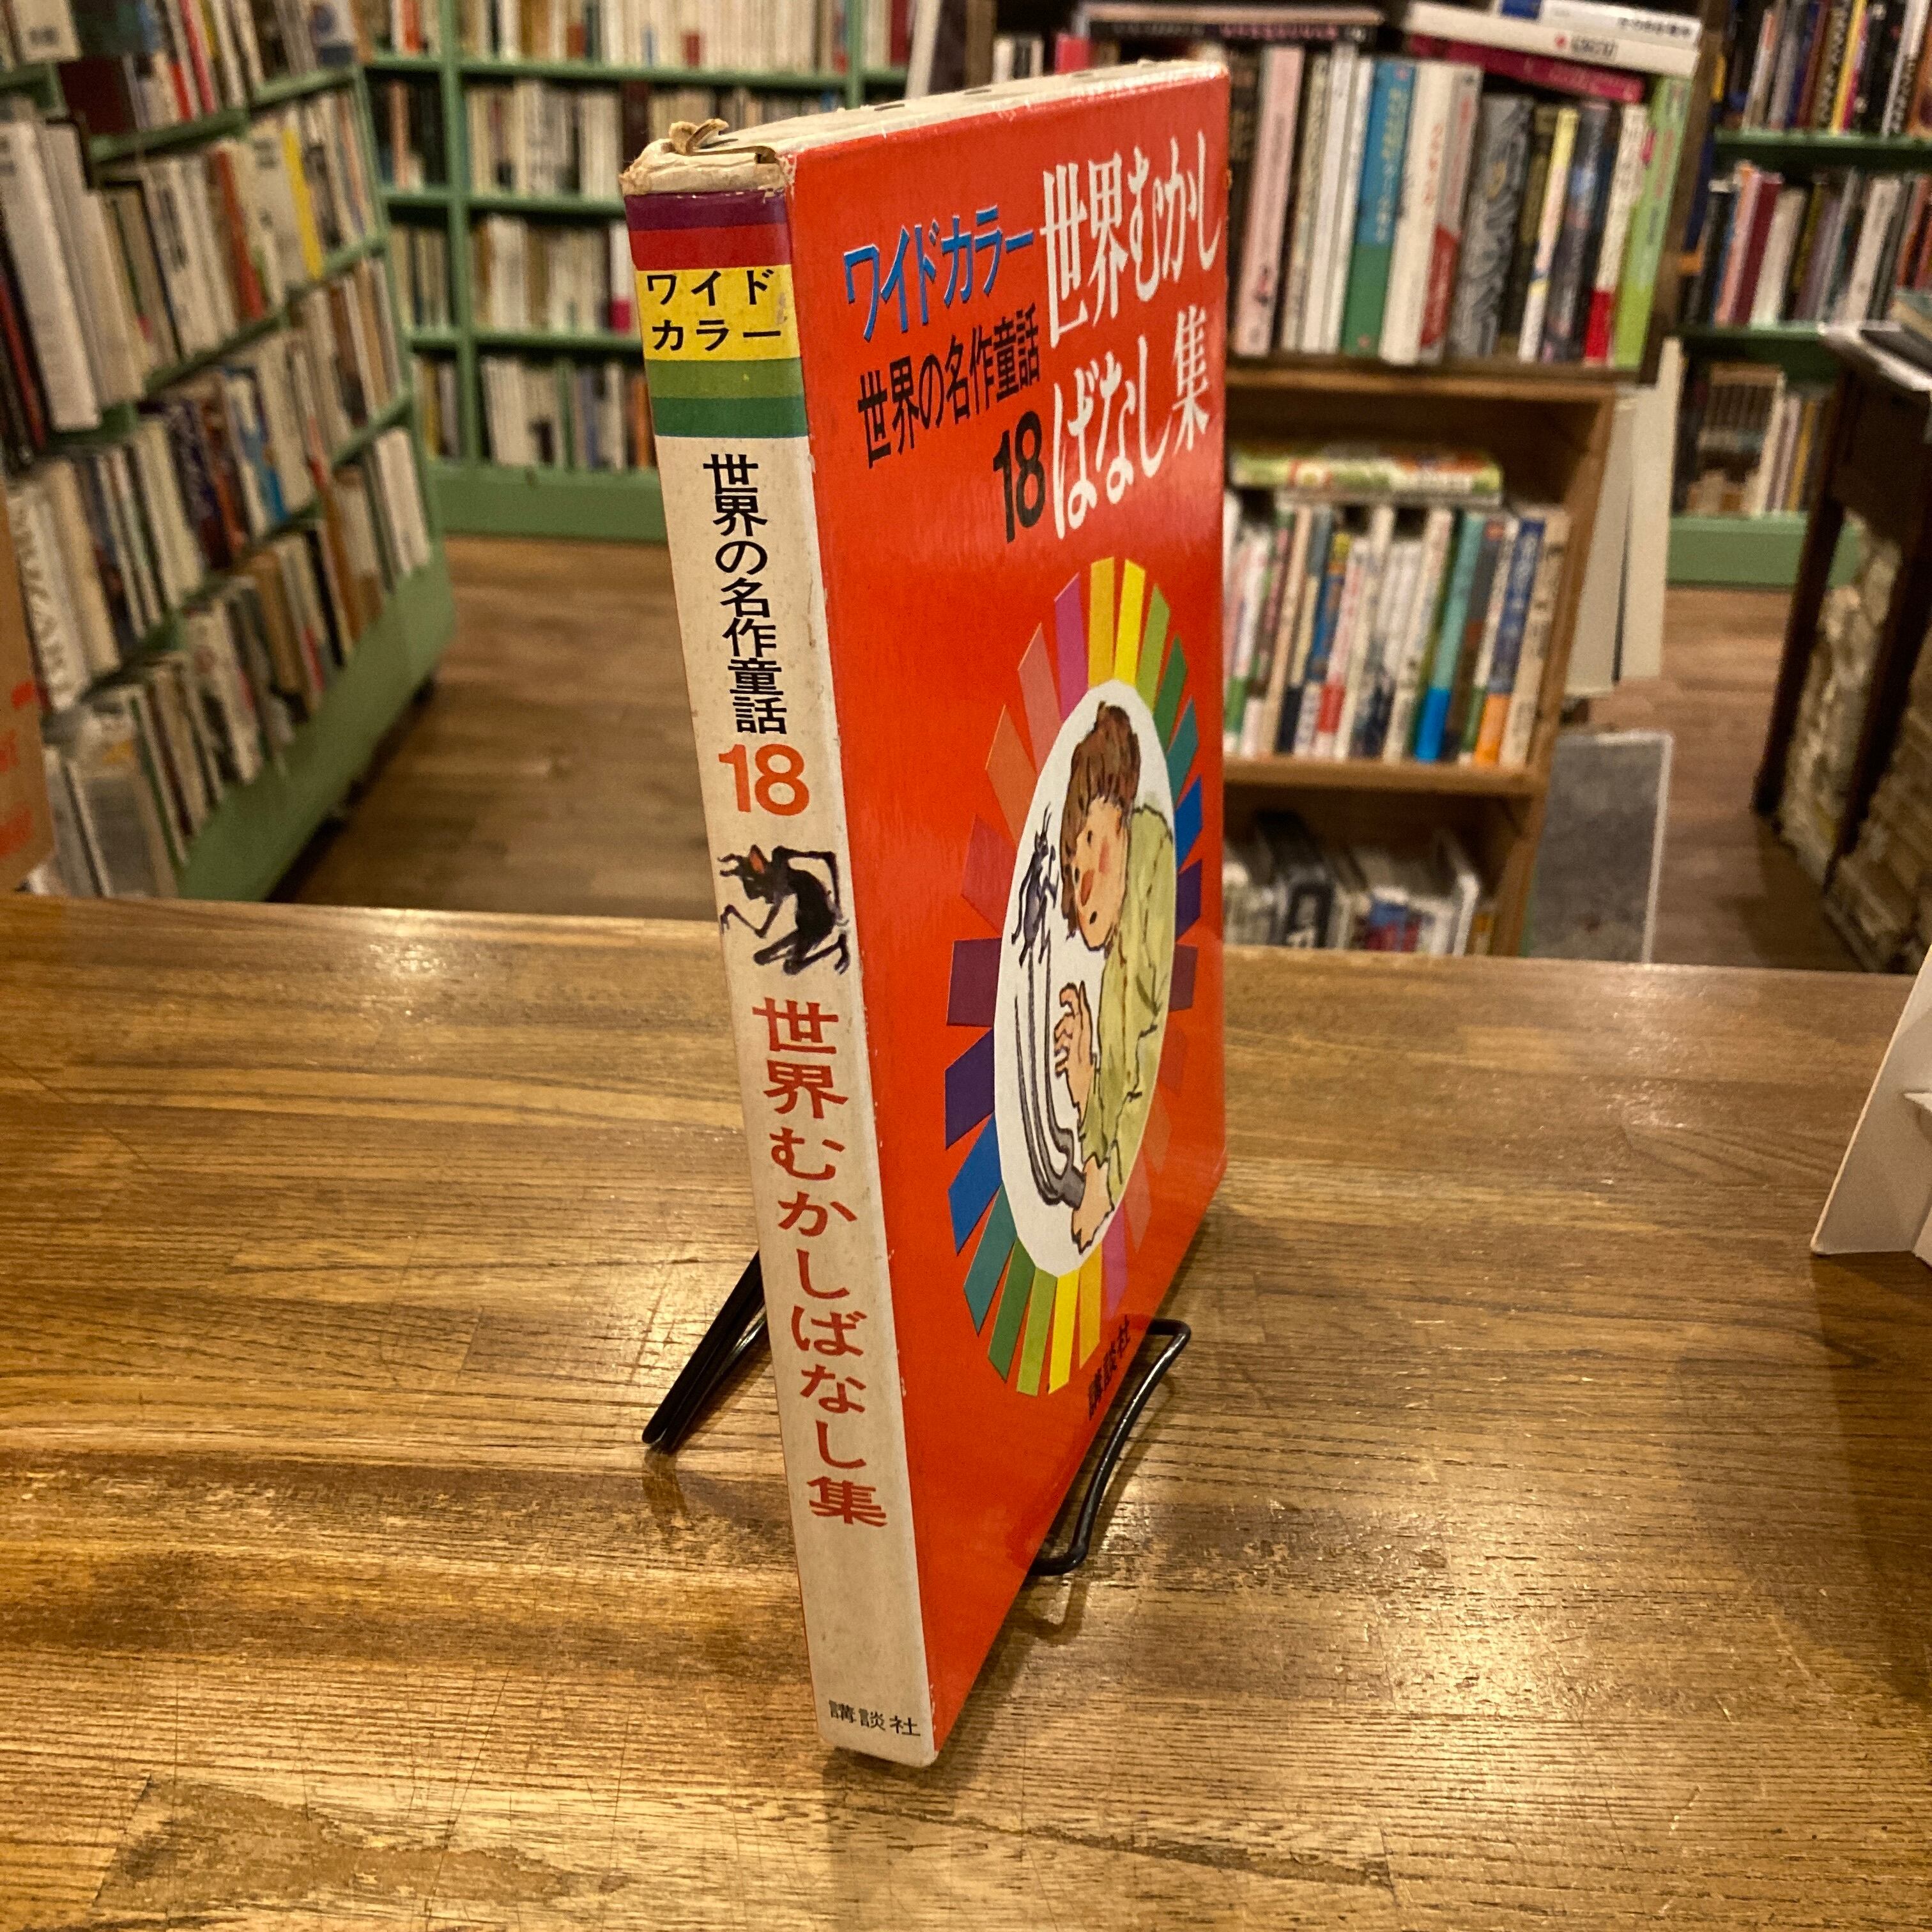 ワイド
カラー
世界の名作童話
18
世界むかしばなし集
講談社
ワイドカラー
世界の名作童話
18
世界むかし
ばなし集
講談社